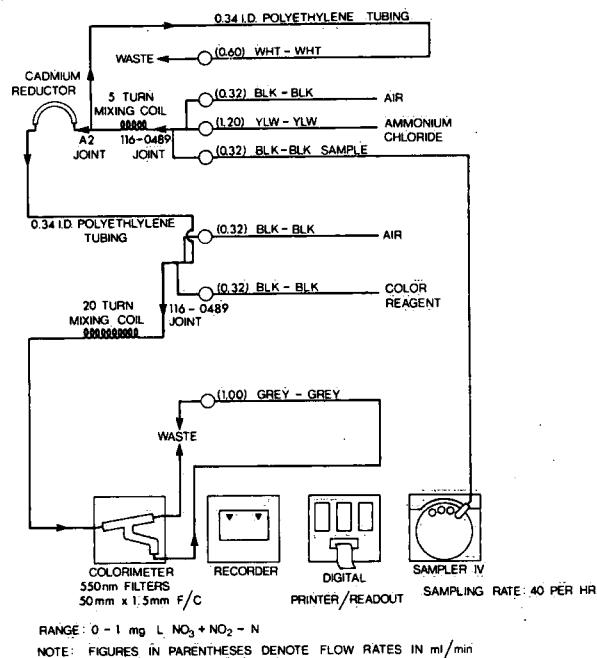 0.34 I.D. POLYETHYLENE TUBING
WASTE
(0.60) WHT - WHT
CADMIUM
REDUCTOR
5 TURN
MIXING COIL
(0.32) BLK - BLK
AIR
(1.20) YLW - YLW
AMMONIUM
CHLORIDE
A2
JOINT
116-0489
JOINT
(0.32) BLK - BLK SAMPLE
0.34 I.D. POLYETHLYLENE
TUBING
(0.32) BLK - BLK
AIR
(0.32) BLK - BLK
COLOR
REAGENT
20 TURN
MIXING COIL
116 - 0489
JOINT
(1.00) GREY - GREY
WASTE
COLORIMETER
550nm FILTERS
50mm x 1.5mm F/C
RECORDER
DIGITAL
PRINTER/READOUT
SAMPLER IV
SAMPLING RATE: 40 PER HR
RANGE: 0 - 1 mg L NO3 + NO2 - N
NOTE: FIGURES IN PARENTHESES DENOTE FLOW RATES IN ml/min